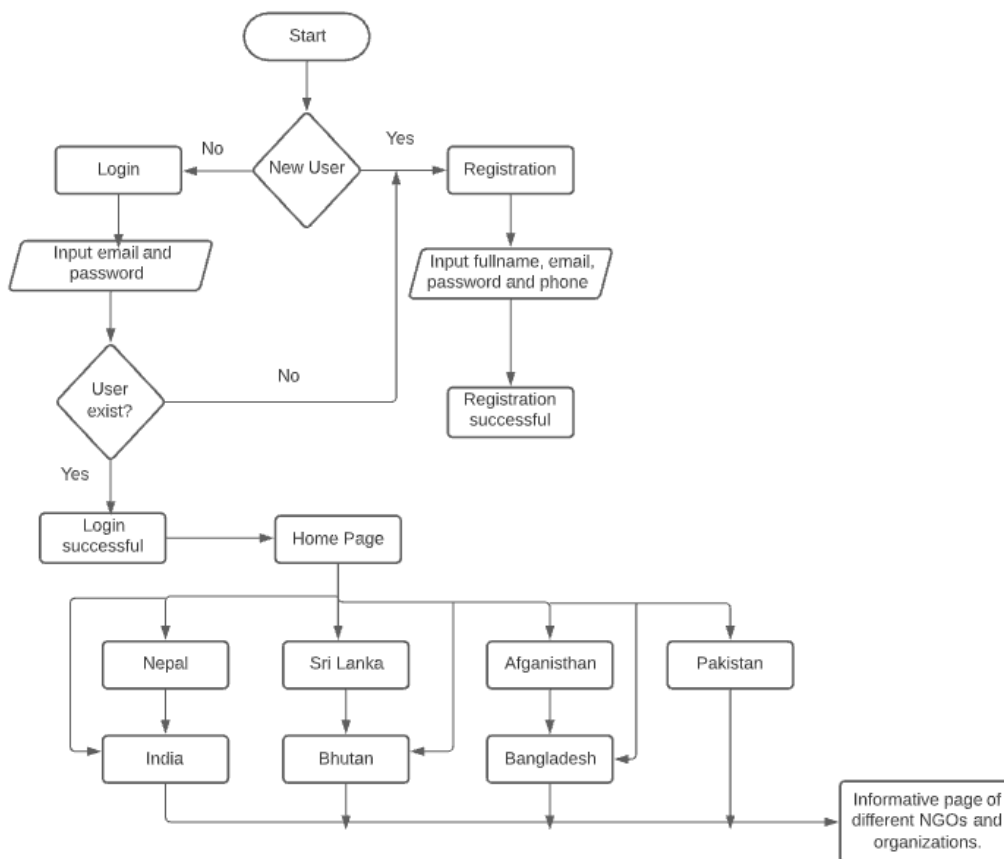 Start
No
Yes
Login
New User
Registration
Input email and
password
Input fullname, email,
password and phone
User
exist?
No
Registration
successful
Yes
Login
successful
Home Page
Nepal
Sri Lanka
Afganisthan
Pakistan
India
Bhutan
Bangladesh
Informative page of
different NGOs and
organizations.